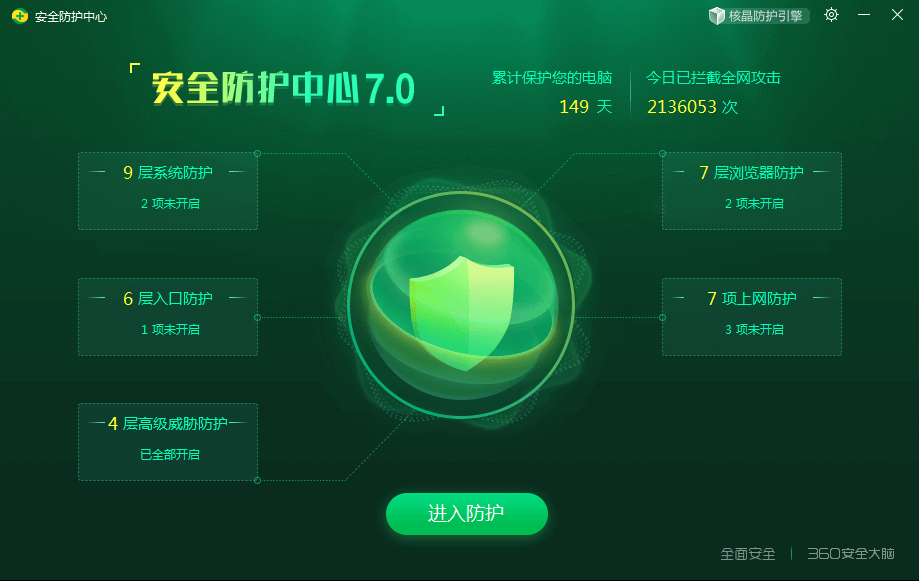 安全防护中心
核晶防护引擎
安全防护中心 7.0
累计保护您的电脑
149 天
今日已拦截全网攻击
2136053 次
9 层系统防护
2 项未开启
7 层浏览器防护
2 项未开启
6 层入口防护
1 项未开启
7 项上网防护
3 项未开启
4 层高级威胁防护
已全部开启
进入防护
全面安全 | 360安全大脑